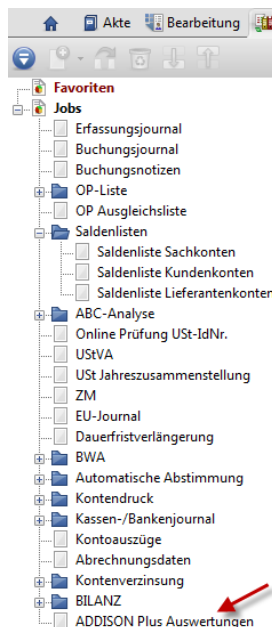 Akte Bearbeitung
Favoriten
Jobs
Erfassungsjournal
Buchungsjournal
Buchungsnotizen
OP-Liste
OP Ausgleichsliste
Saldenlisten
Saldenliste Sachkonten
Saldenliste Kundenkonten
Saldenliste Lieferantenkonten
ABC-Analyse
Online Prüfung USt-IdNr.
UStVA
USt Jahreszusammenstellung
ZM
EU-Journal
Dauerfristverlängerung
BWA
Automatische Abstimmung
Kontendruck
Kassen-/Bankenjournal
Kontoauszüge
Abrechnungsdaten
Kontenverzinsung
BILANZ
ADDISON Plus Auswertungen